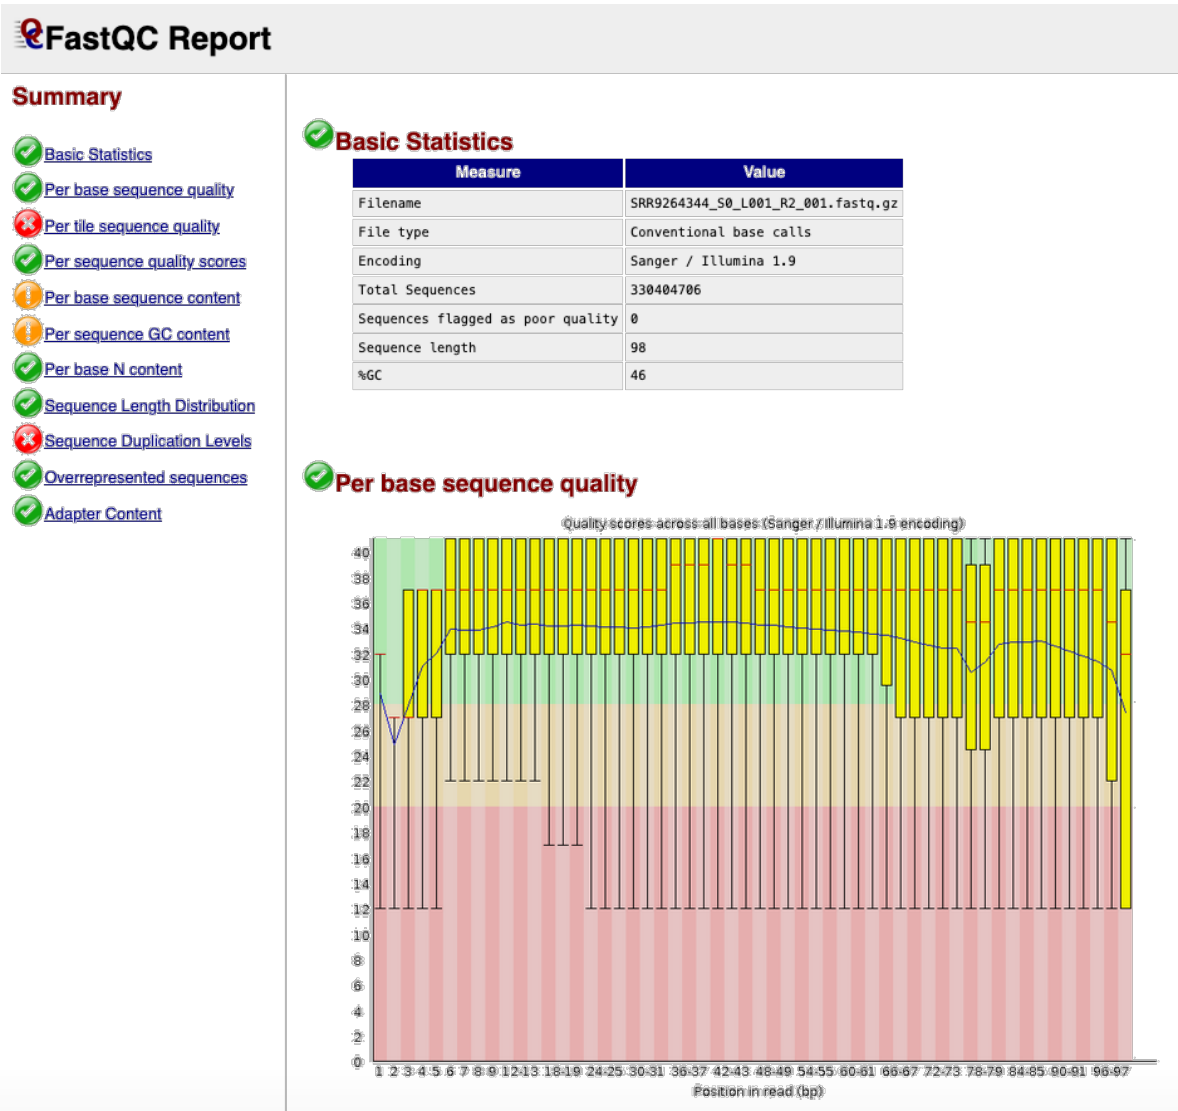 FastQC Report
Summary
Basic Statistics
Per base sequence quality
Per tile sequence quality
Per sequence quality scores
Per base sequence content
Per sequence GC content
Per base N content
Sequence Length Distribution
Sequence Duplication Levels
Overrepresented sequences
Adapter Content
Basic Statistics
Measure Value
Filename SRR9264344_S0_L001_R2_001.fastq.gz
File type Conventional base calls
Encoding Sanger / Illumina 1.9
Total Sequences 330404706
Sequences flagged as poor quality 0
Sequence length 98
%GC 46
Per base sequence quality
Quality scores across all bases (Sanger / Illumina 1.9 encoding)
40
38
36
34
32
30
28
26
24
22
20
18
16
14
12
10
8
6
4
2
0
1 2 3 4 5 6 7 8 9 12-13 18-19 24-25 30-31 36-37 42-43 48-49 54-55 60-61 66-67 72-73 78-79 84-85 90-91 96-97
Position in read (bp)